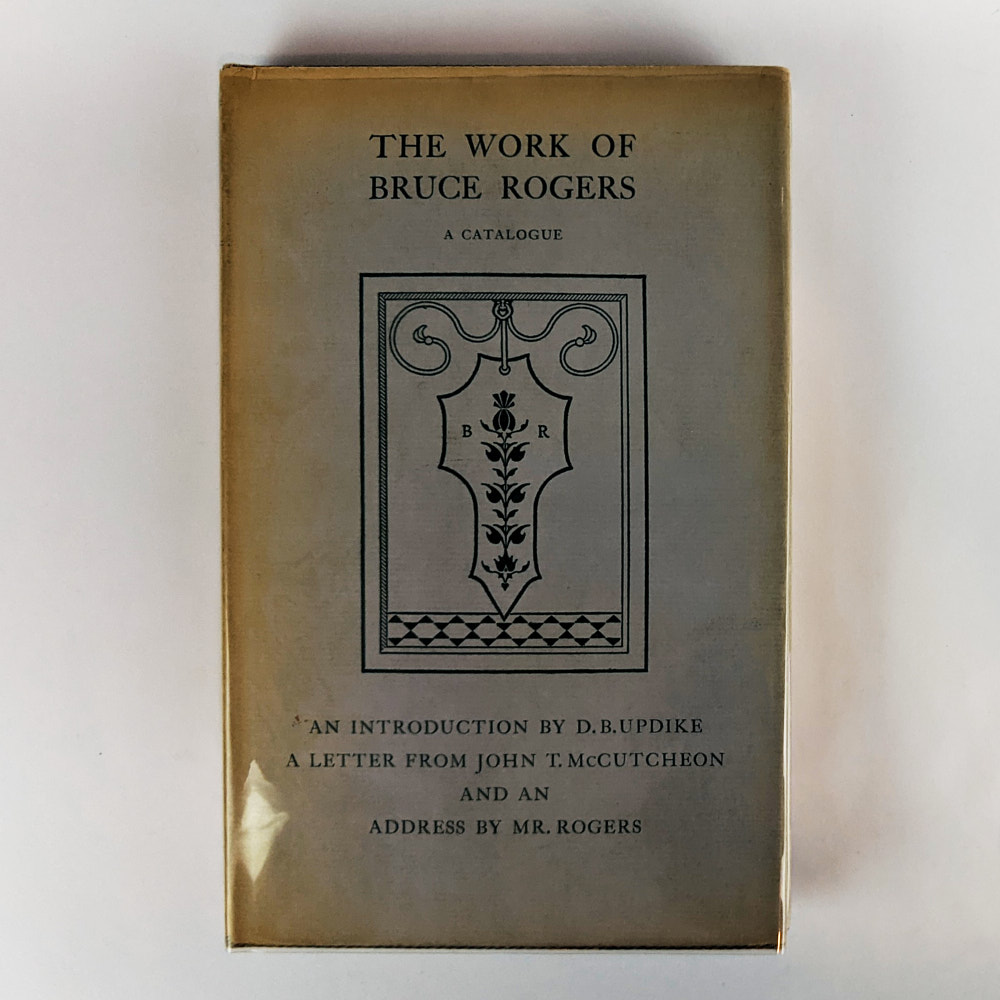 THE WORK OF
BRUCE ROGERS
A CATALOGUE
B R
AN INTRODUCTION BY D. B. UPDIKE
A LETTER FROM JOHN T. McCUTCHEON
AND AN
ADDRESS BY MR. ROGERS